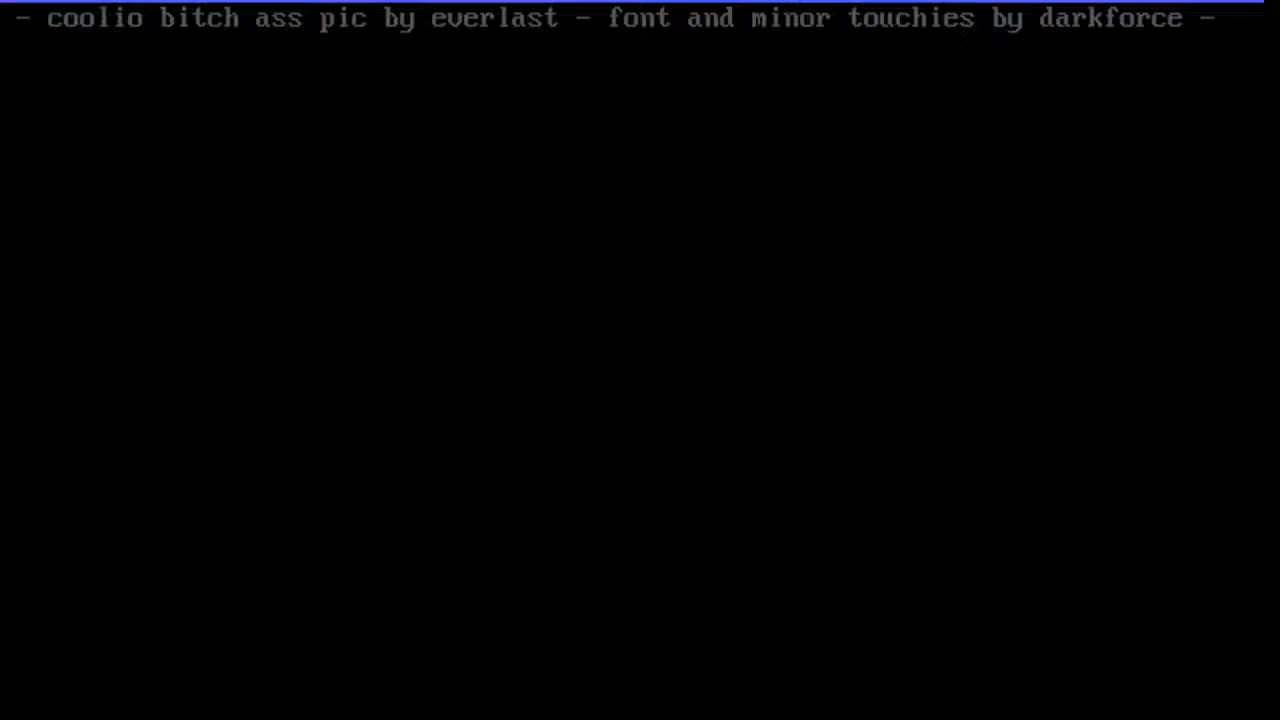 - coolio bitch ass pic by everlast - font and minor touchies by darkforce -